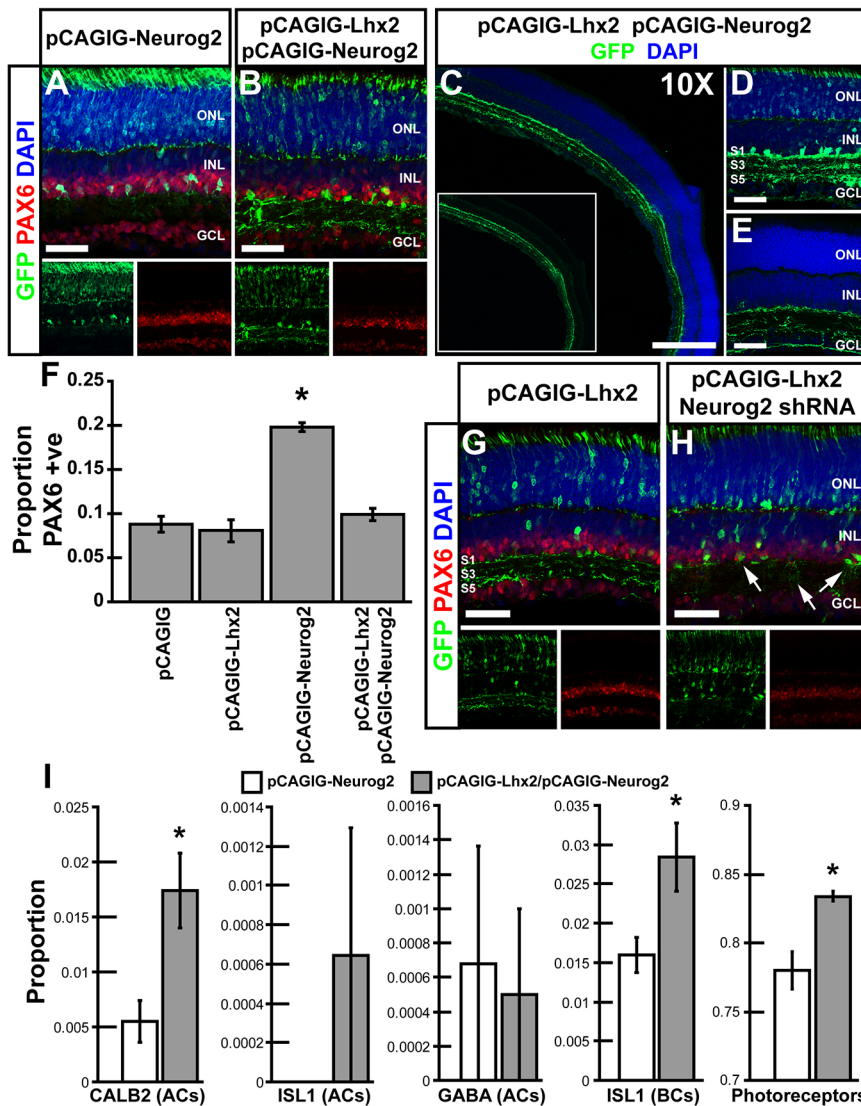 pCAGIG-Neurog2
pCAGIG-Lhx2
pCAGIG-Neurog2
pCAGIG-Lhx2 pCAGIG-Neurog2
GFP DAPI
GFP PAX6 DAPI
A
ONL
INL
GCL
B
ONL
INL
GCL
C
10X
D
ONL
INL
S1
S3
S5
GCL
E
ONL
INL
GCL
F
Proportion
PAX6 +ve
0.25
0.2
0.15
0.1
0.05
0
*
pCAGIG
pCAGIG-Lhx2
pCAGIG-Neurog2
pCAGIG-Lhx2
pCAGIG-Neurog2
pCAGIG-Lhx2
pCAGIG-Lhx2
Neurog2 shRNA
GFP PAX6 DAPI
G
S1
S3
S5
H
ONL
INL
GCL
I
pCAGIG-Neurog2
pCAGIG-Lhx2/pCAGIG-Neurog2
Proportion
0.025
0.02
0.015
0.01
0.005
0
*
CALB2 (ACs)
0.0014
0.0012
0.001
0.0008
0.0006
0.0004
0.0002
0
ISL1 (ACs)
0.0016
0.0014
0.0012
0.001
0.0008
0.0006
0.0004
0.0002
0
GABA (ACs)
0.035
0.03
0.025
0.02
0.015
0.01
0.005
0
*
ISL1 (BCs)
0.9
0.85
0.8
0.75
0.7
*
Photoreceptors